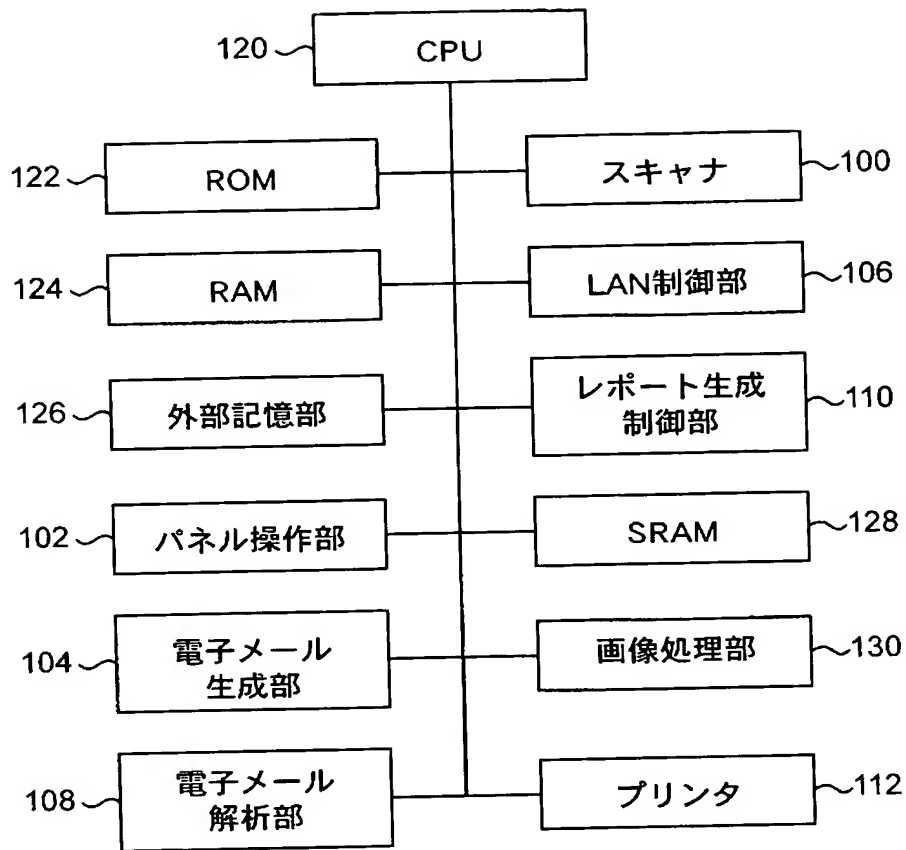 120 CPU
122 ROM
スキャナ 100
124 RAM
LAN制御部 106
126 外部記憶部
レポート生成
制御部 110
102 パネル操作部
SRAM 128
104 電子メール
生成部
画像処理部 130
108 電子メール
解析部
プリンタ 112